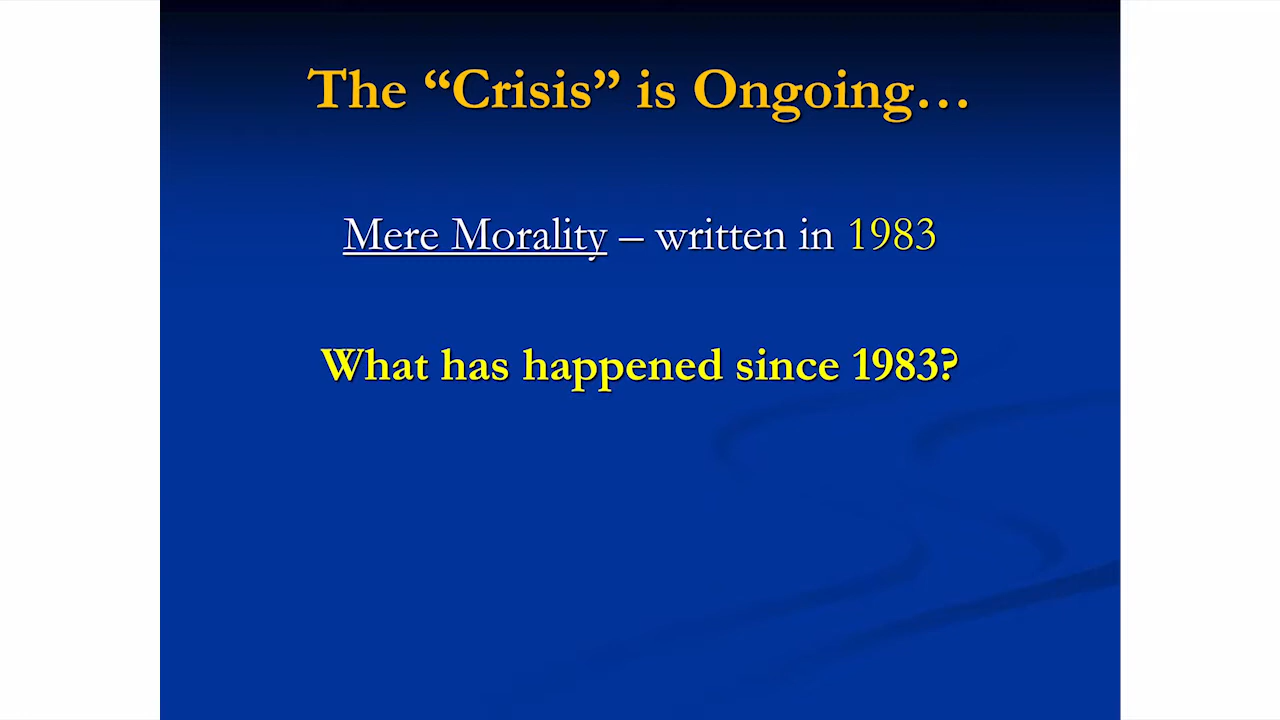 The “Crisis” is Ongoing…
Mere Morality – written in 1983
What has happened since 1983?